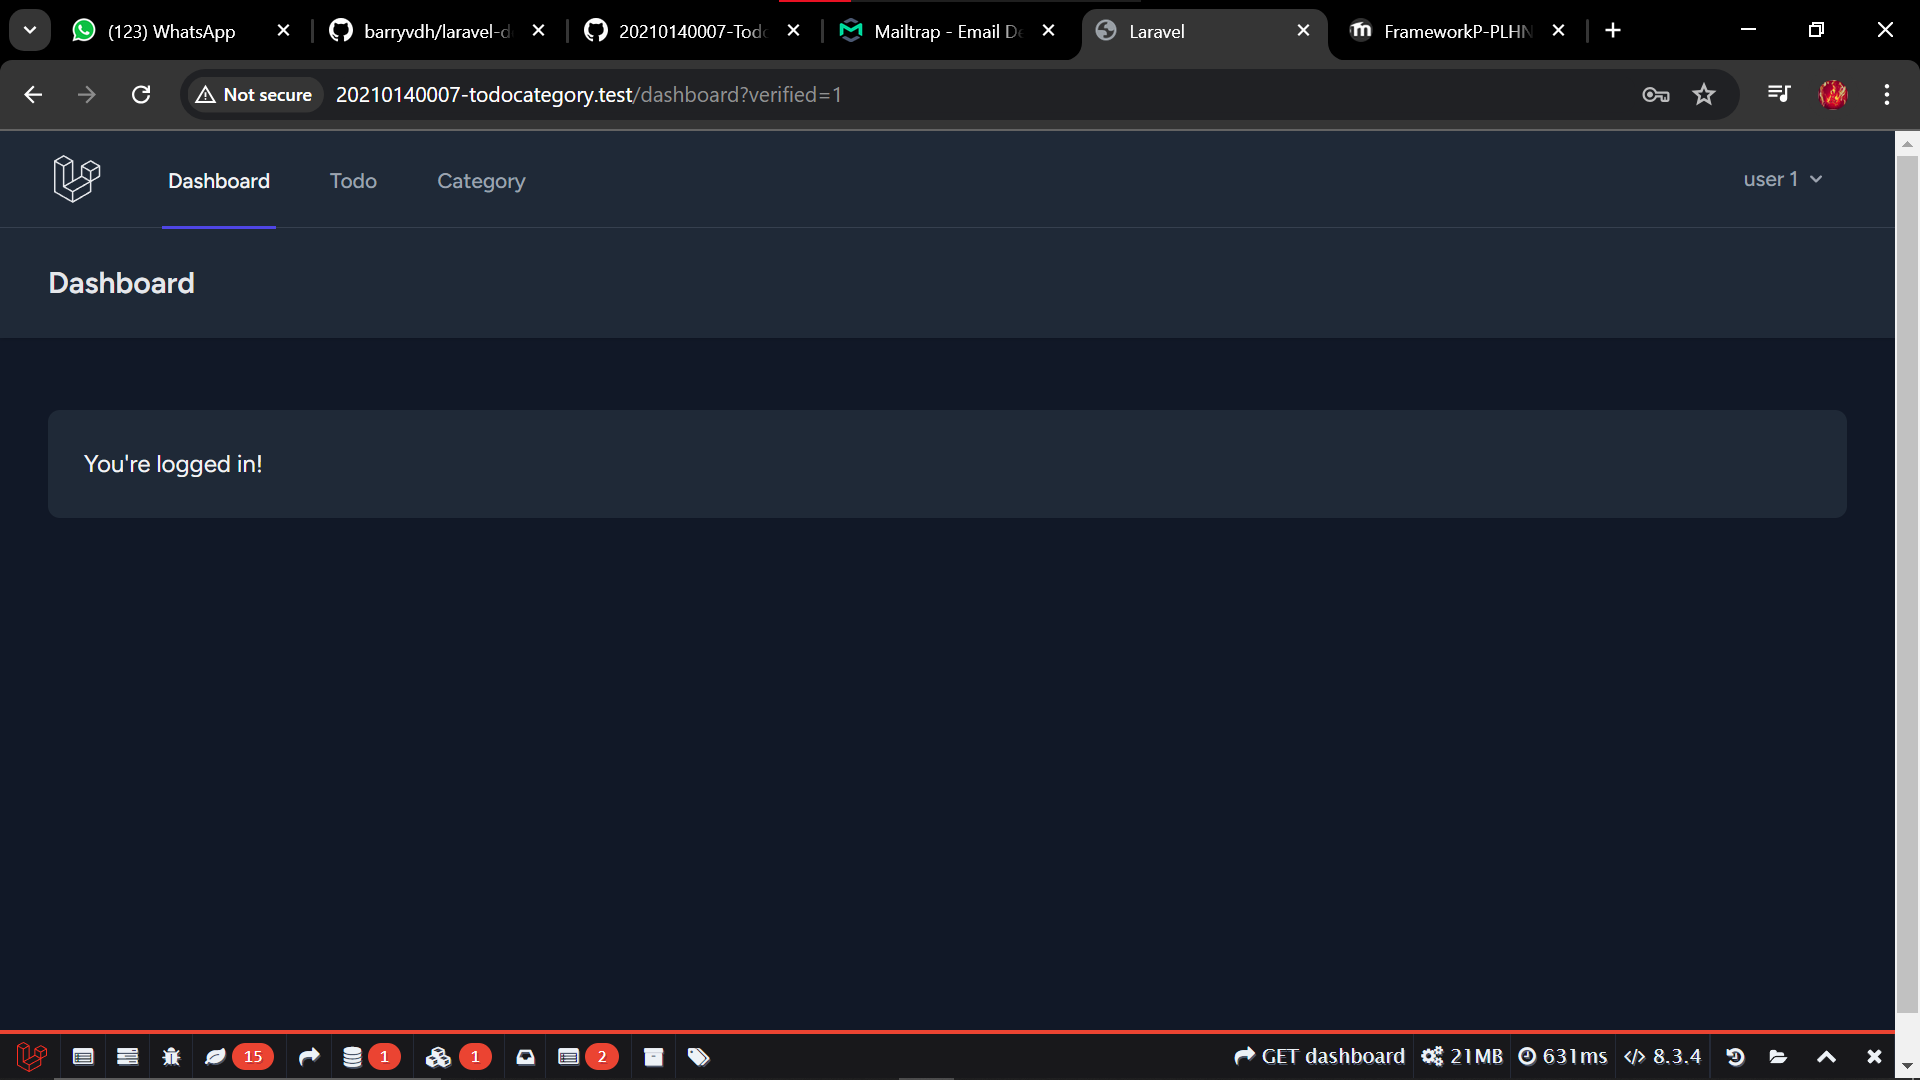 (123) WhatsApp
barryvdh/laravel-d
20210140007-Todo
Mailtrap - Email De
Laravel
FrameworkP-PLHN
Not secure
20210140007-todocategory.test/dashboard?verified=1
Dashboard
Todo
Category
user 1
Dashboard
You're logged in!
15
1
1
2
GET dashboard
21MB
631ms
8.3.4